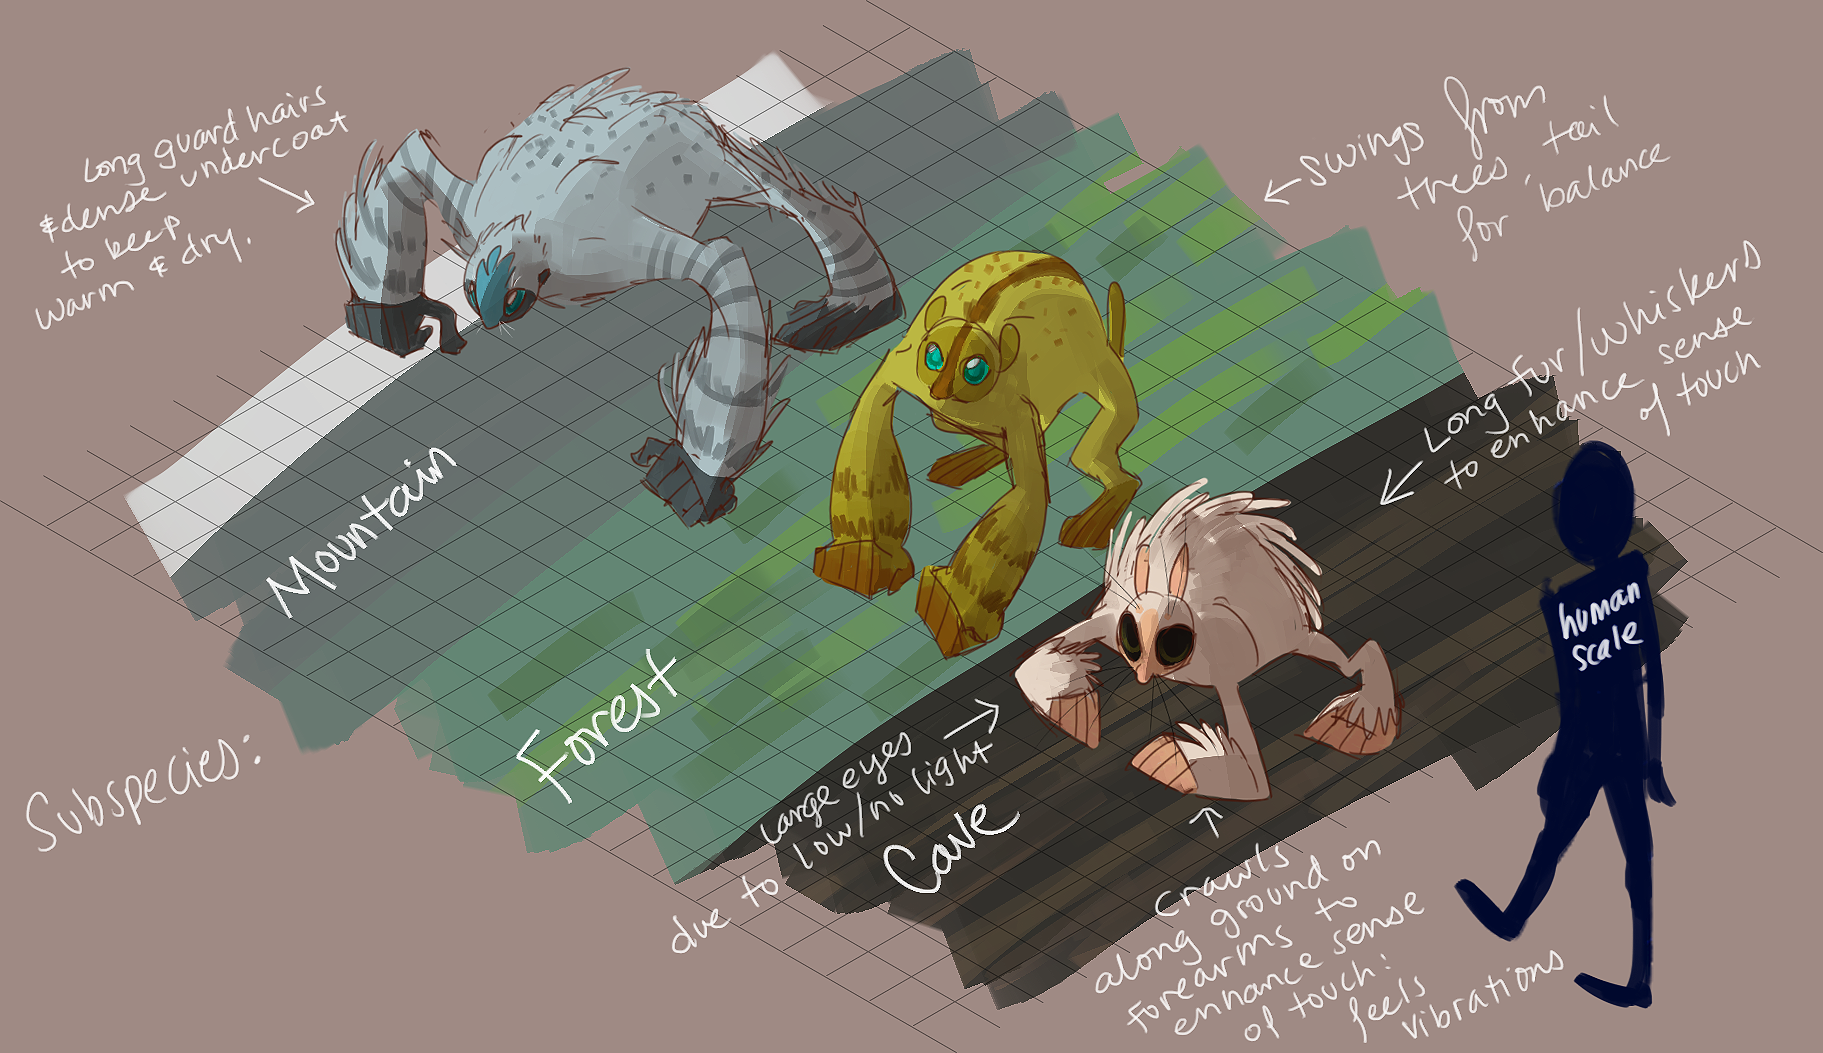 Long guard hairs
& dense undercoat
to keep
warm & dry.
swings from
trees, tail
for balance
Long fur/whiskers
to enhance sense
of touch
Mountain
Forest
Cave
Subspecies:
large eyes
due to low/no light
crawls
along ground on
forearms to
enhance sense
of touch:
feels
vibrations
human
scale